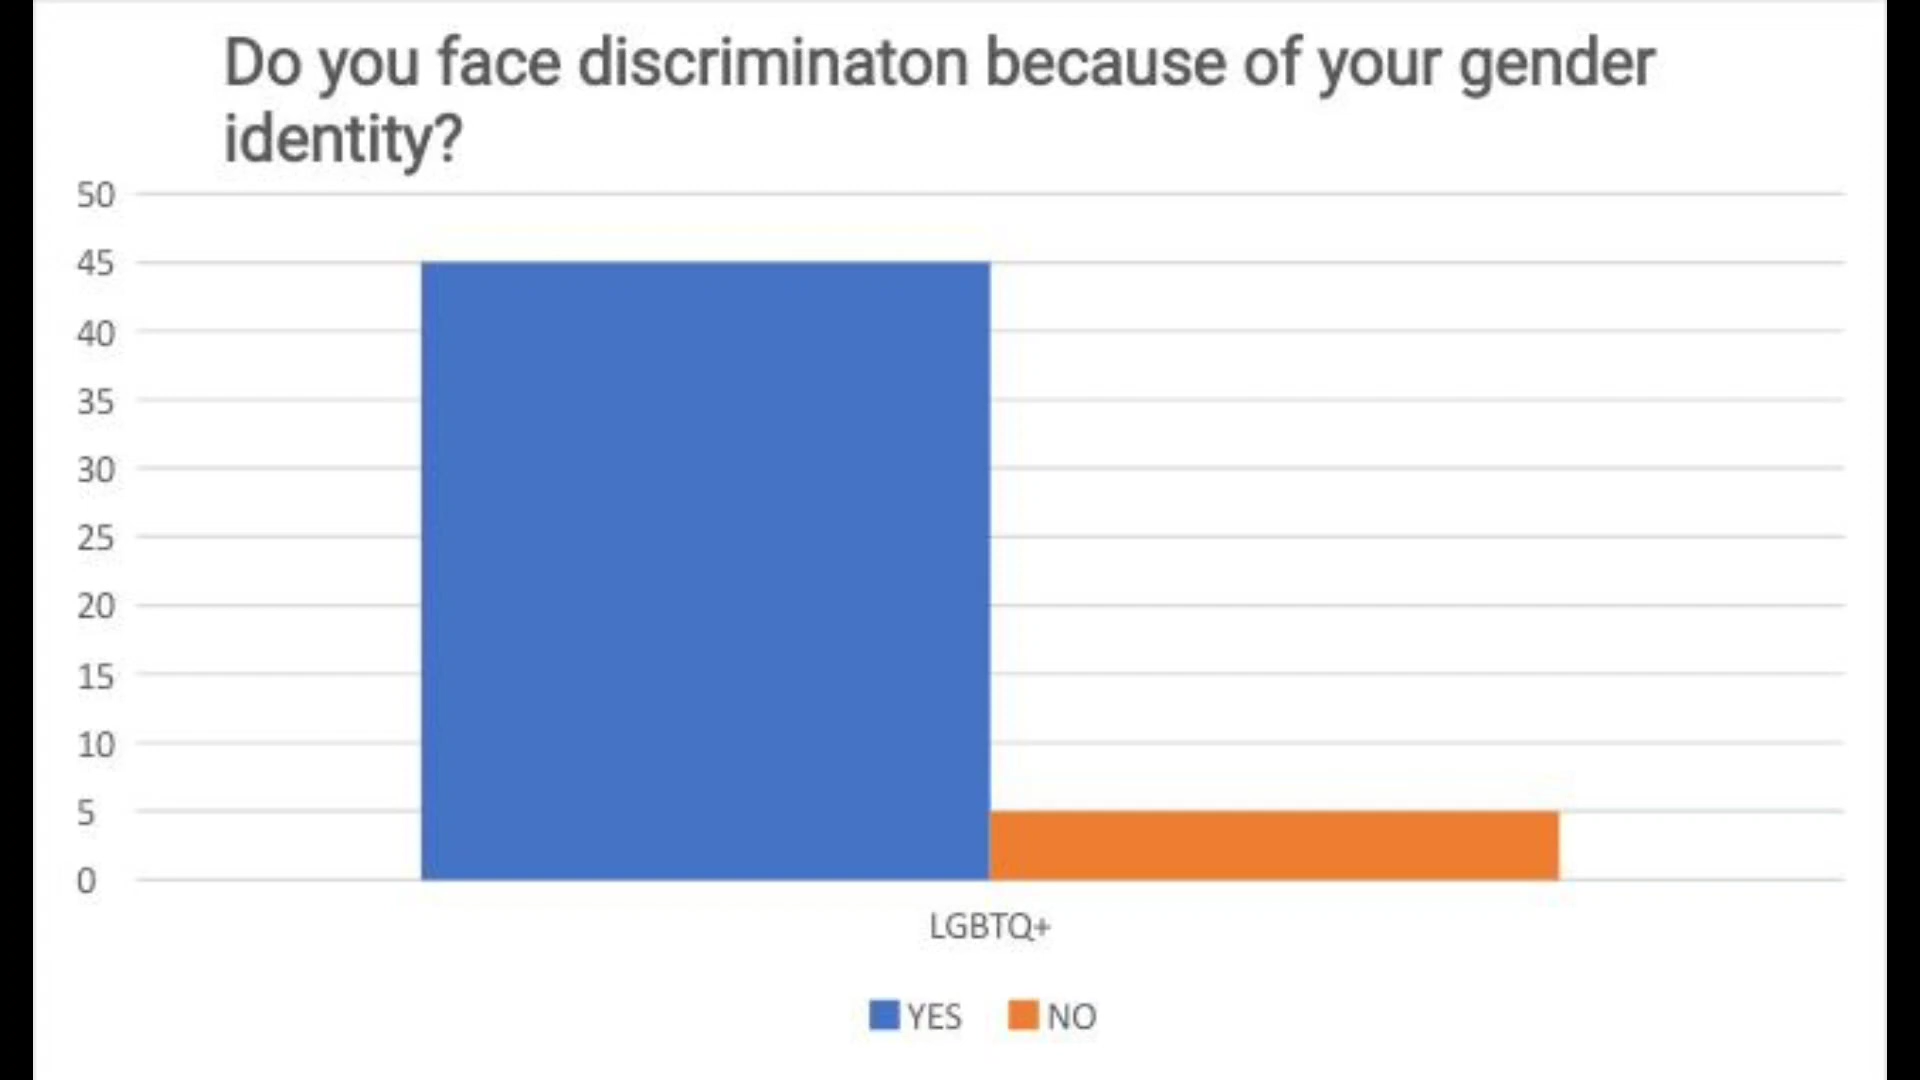 Do you face discriminaton because of your gender
identity?
50
45
40
35
30
25
20
15
10
5
0
LGBTQ+
YES NO